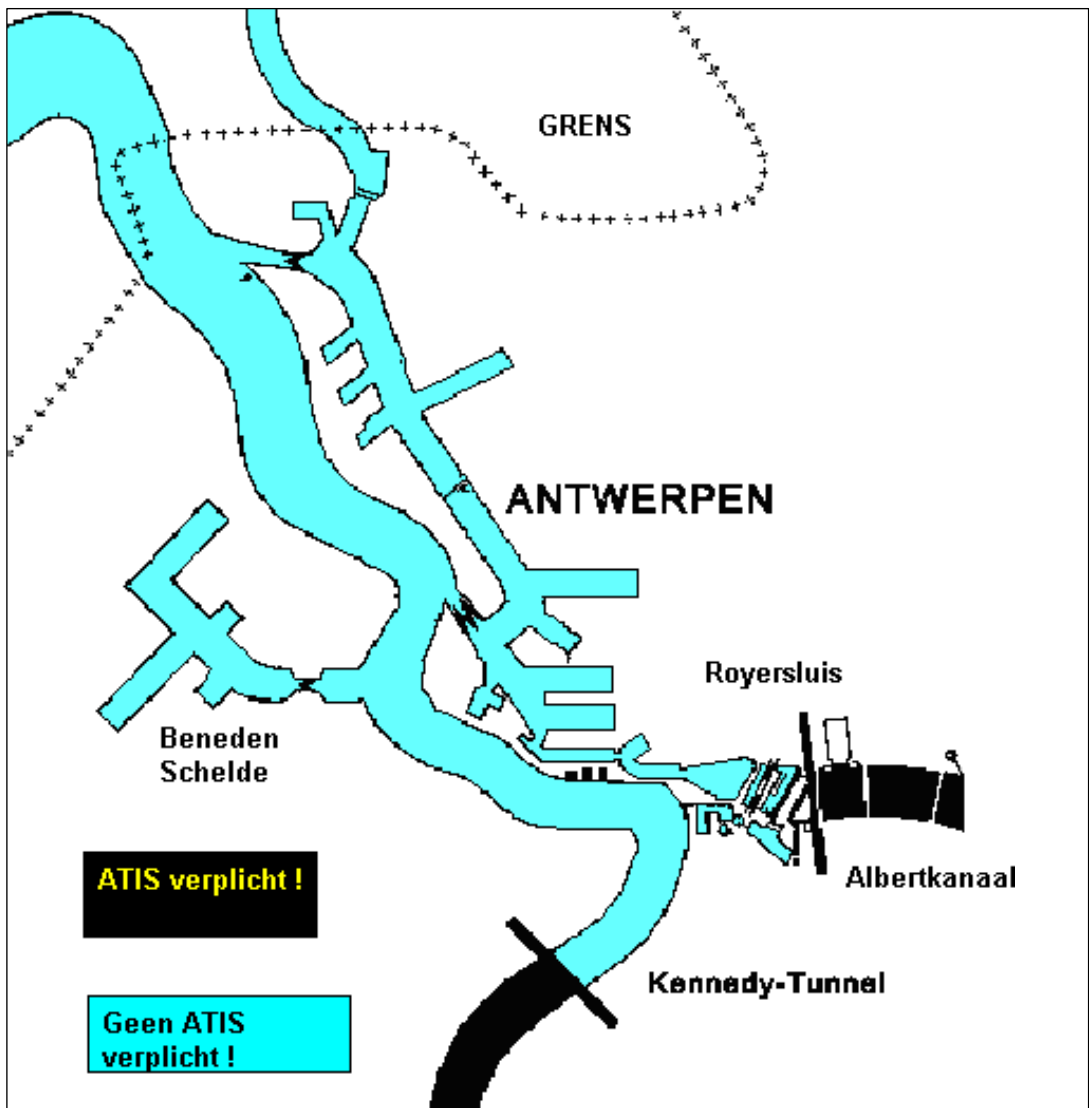 GRENS
ANTWERPEN
Royersluis
Beneden
Schelde
ATIS verplicht !
Albertkanaal
Kennedy-Tunnel
Geen ATIS
verplicht !